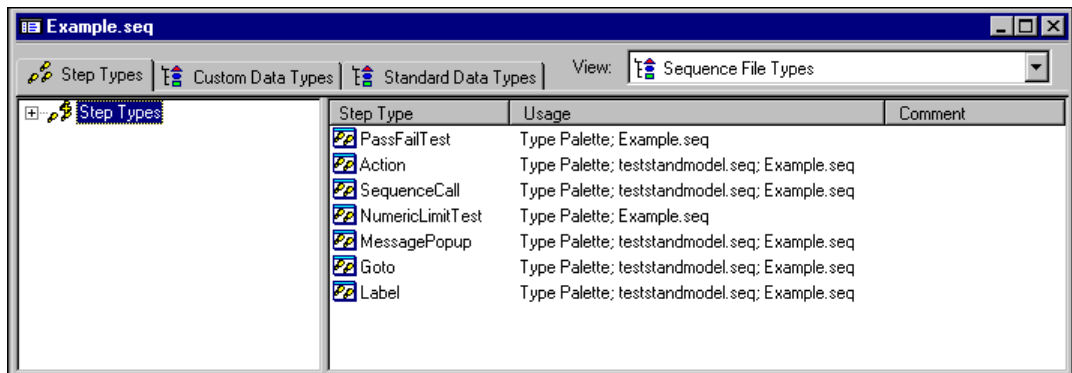 Example.seq
Step Types Custom Data Types Standard Data Types View: Sequence File Types
Step Types
Step Type Usage Comment
PassFailTest Type Palette; Example.seq
Action Type Palette; teststandmodel.seq; Example.seq
SequenceCall Type Palette; teststandmodel.seq; Example.seq
NumericLimitTest Type Palette; Example.seq
MessagePopup Type Palette; teststandmodel.seq; Example.seq
Goto Type Palette; teststandmodel.seq; Example.seq
Label Type Palette; teststandmodel.seq; Example.seq